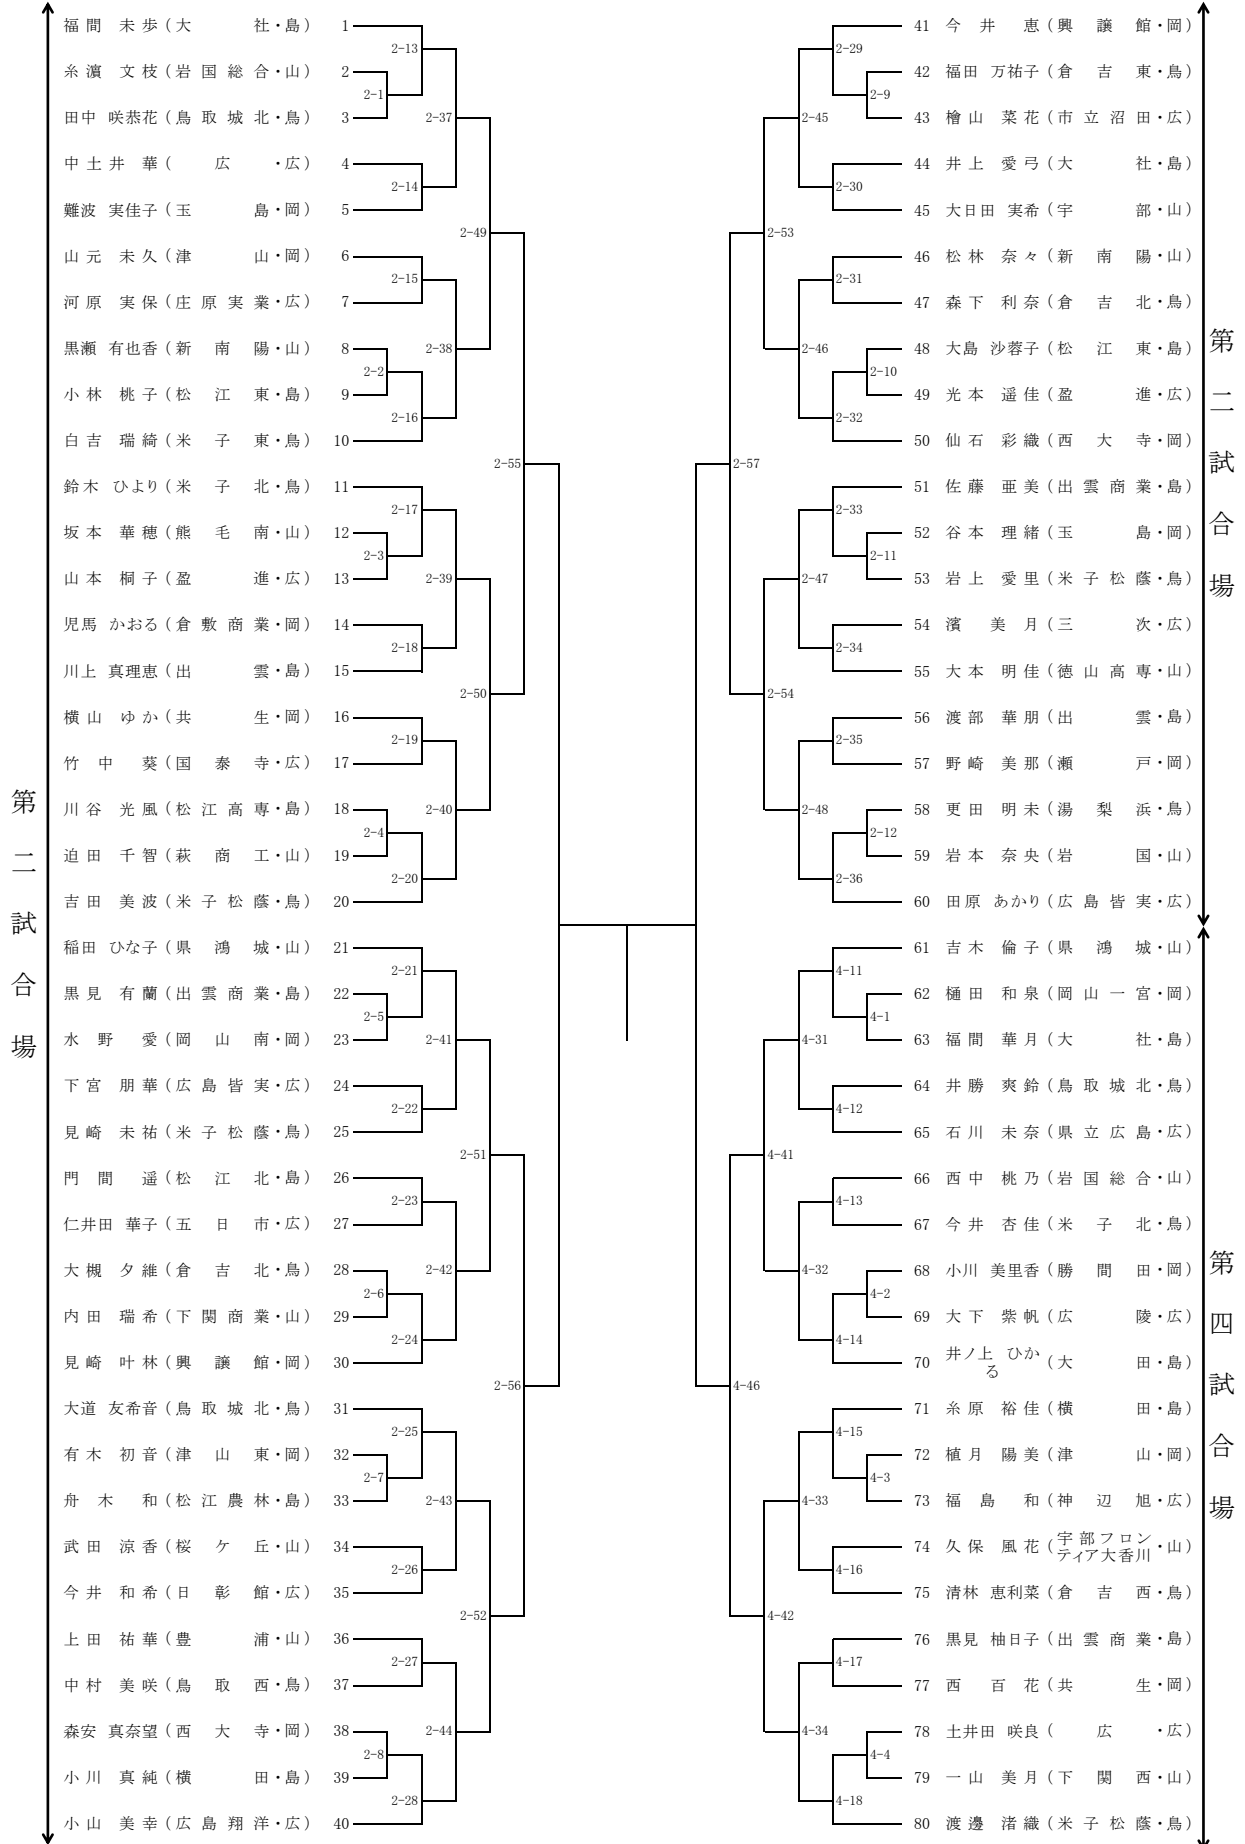 第二試合場
福間 未歩(大社・島) 1
糸濵 文枝(岩国総合・山) 2
田中 咲恭花(鳥取城北・鳥) 3
中土井 華(広・広) 4
難波 実佳子(玉島・岡) 5
山元 未久(津山・岡) 6
河原 実保(庄原実業・広) 7
黒瀬 有也香(新南陽・山) 8
小林 桃子(松江東・島) 9
白吉 瑞綺(米子東・鳥) 10
鈴木 ひより(米子北・鳥) 11
坂本 華穂(熊毛南・山) 12
山本 桐子(盈進・広) 13
児馬 かおる(倉敷商業・岡) 14
川上 真理恵(出雲・島) 15
横山 ゆか(共生・岡) 16
竹中 葵(国泰寺・広) 17
川谷 光風(松江高専・島) 18
迫田 千智(萩商工・山) 19
吉田 美波(米子松蔭・鳥) 20
稲田 ひな子(県鴻城・山) 21
黒見 有蘭(出雲商業・島) 22
水野 愛(岡山南・岡) 23
下宮 朋華(広島皆実・広) 24
見崎 未祐(米子松蔭・鳥) 25
門間 遥(松江北・島) 26
仁井田 華子(五日市・広) 27
大槻 夕維(倉吉北・鳥) 28
内田 瑞希(下関商業・山) 29
見崎 叶林(興譲館・岡) 30
大道 友希音(鳥取城北・鳥) 31
有木 初音(津山東・岡) 32
舟木 和(松江農林・島) 33
武田 涼香(桜ケ丘・山) 34
今井 和希(日彰館・広) 35
上田 祐華(豊浦・山) 36
中村 美咲(鳥取西・鳥) 37
森安 真奈望(西大寺・岡) 38
小川 真純(横田・島) 39
小山 美幸(広島翔洋・広) 40
2-1
2-2
2-3
2-4
2-5
2-6
2-7
2-8
2-13
2-14
2-15
2-16
2-17
2-18
2-19
2-20
2-21
2-22
2-23
2-24
2-25
2-26
2-27
2-28
2-37
2-38
2-39
2-40
2-41
2-42
2-43
2-44
2-49
2-50
2-51
2-52
2-55
2-56
2-57
4-46
2-53
2-54
4-41
4-42
2-45
2-46
2-47
2-48
4-31
4-32
4-33
4-34
2-29
2-30
2-31
2-32
2-33
2-34
2-35
2-36
4-11
4-12
4-13
4-14
4-15
4-16
4-17
4-18
2-9
2-10
2-11
2-12
4-1
4-2
4-3
4-4
41 今井 恵(興譲館・岡)
42 福田 万祐子(倉吉東・鳥)
43 檜山 菜花(市立沼田・広)
44 井上 愛弓(大社・島)
45 大日田 実希(宇部・山)
46 松林 奈々(新南陽・山)
47 森下 利奈(倉吉北・鳥)
48 大島 沙蓉子(松江東・島)
49 光本 遥佳(盈進・広)
50 仙石 彩織(西大寺・岡)
51 佐藤 亜美(出雲商業・島)
52 谷本 理緒(玉島・岡)
53 岩上 愛里(米子松蔭・鳥)
54 濱 美月(三次・広)
55 大本 明佳(徳山高専・山)
56 渡部 華朋(出雲・島)
57 野崎 美那(瀬戸・岡)
58 更田 明未(湯梨浜・鳥)
59 岩本 奈央(岩国・山)
60 田原 あかり(広島皆実・広)
61 吉木 倫子(県鴻城・山)
62 樋田 和泉(岡山一宮・岡)
63 福間 華月(大社・島)
64 井勝 爽鈴(鳥取城北・鳥)
65 石川 未奈(県立広島・広)
66 西中 桃乃(岩国総合・山)
67 今井 杏佳(米子北・鳥)
68 小川 美里香(勝間田・岡)
69 大下 紫帆(広陵・広)
70 井ノ上 ひかる(大田・島)
71 糸原 裕佳(横田・島)
72 植月 陽美(津山・岡)
73 福島 和(神辺旭・広)
74 久保 風花(宇部フロンティア大香川・山)
75 清林 恵利菜(倉吉西・鳥)
76 黒見 柚日子(出雲商業・島)
77 西 百花(共生・岡)
78 土井田 咲良(広・広)
79 一山 美月(下関西・山)
80 渡邊 渚織(米子松蔭・鳥)
第二試合場
第四試合場